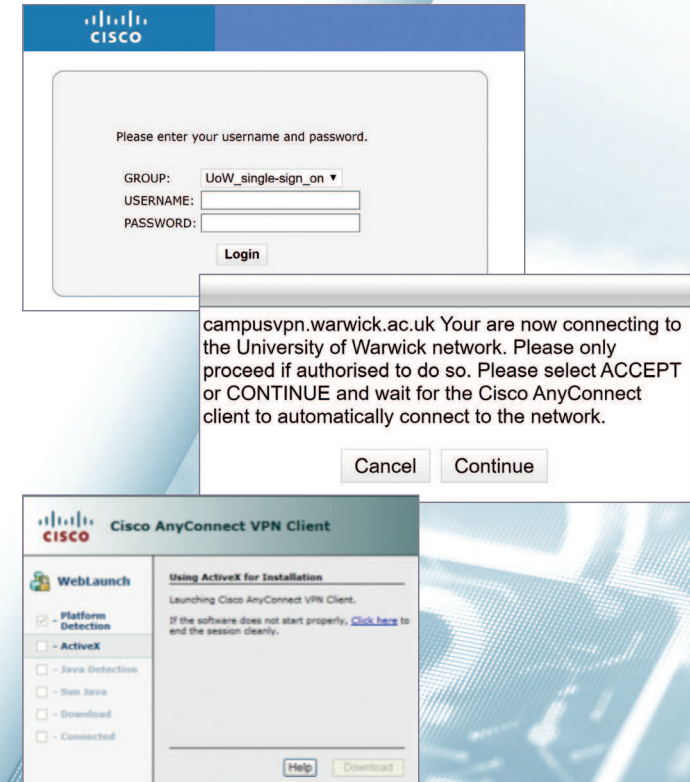 CISCO
Please enter your username and password.
GROUP: UoW_single-sign_on ▼
USERNAME:
PASSWORD:
Login
campusvpn.warwick.ac.uk Your are now connecting to
the University of Warwick network. Please only
proceed if authorised to do so. Please select ACCEPT
or CONTINUE and wait for the Cisco AnyConnect
client to automatically connect to the network.
Cancel Continue
CISCO Cisco AnyConnect VPN Client
WebLaunch
- Platform
Detection
- ActiveX
- Java Detection
- Sun Java
- Download
- Connected
Using ActiveX for Installation
Launching Cisco AnyConnect VPN Client.
If the software does not start properly, Click here to
end the session cleanly.
Help Download